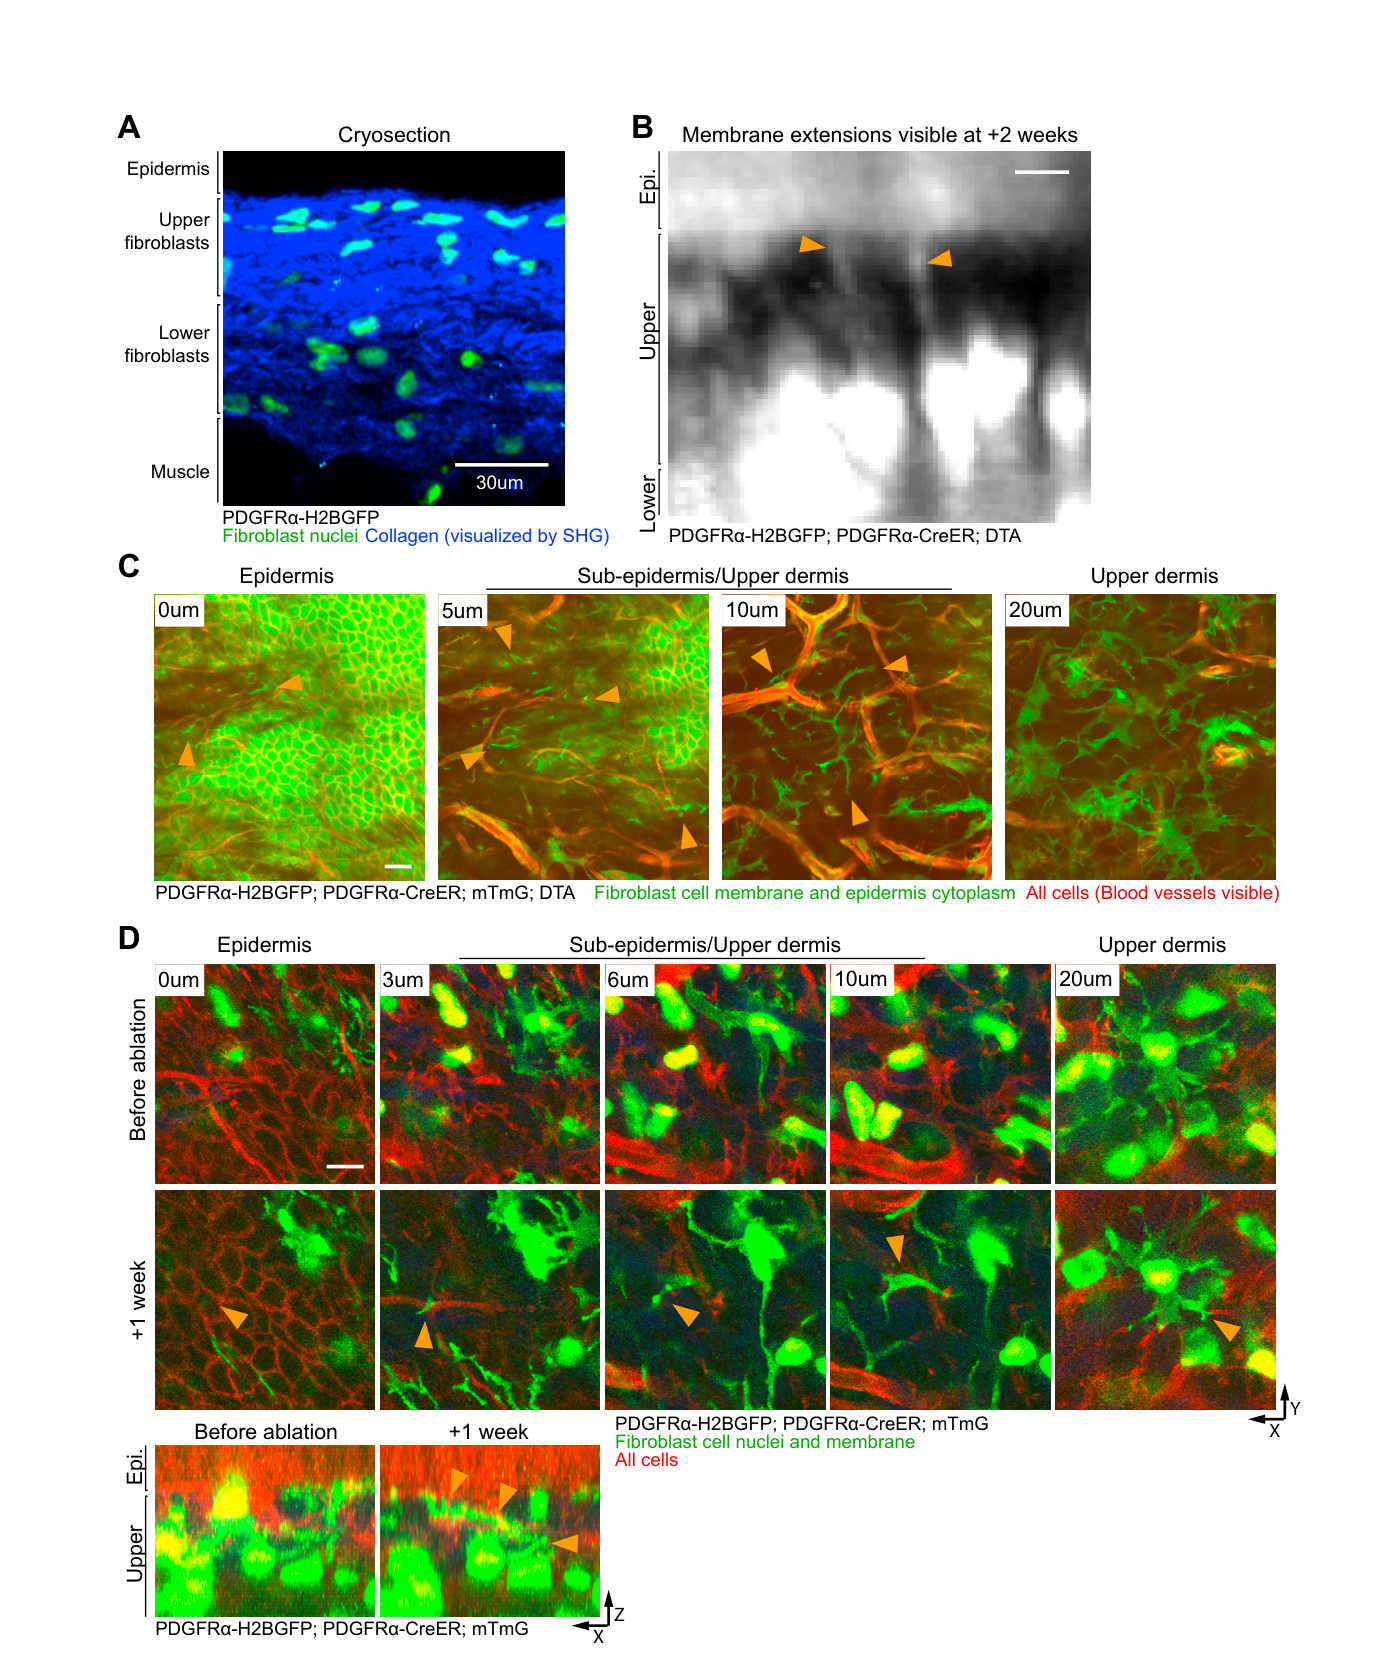 A
Cryosection
Epidermis
Upper
fibroblasts
Lower
fibroblasts
Muscle
30um
PDGFRα-H2BGFP
Fibroblast nuclei Collagen (visualized by SHG)
B
Membrane extensions visible at +2 weeks
Epi.
Upper
Lower
PDGFRα-H2BGFP; PDGFRα-CreER; DTA
C
Epidermis
Sub-epidermis/Upper dermis
Upper dermis
0um
5um
10um
20um
PDGFRα-H2BGFP; PDGFRα-CreER; mTmG; DTA
Fibroblast cell membrane and epidermis cytoplasm
All cells (Blood vessels visible)
D
Epidermis
Sub-epidermis/Upper dermis
Upper dermis
Before ablation
0um
3um
6um
10um
20um
+1 week
Y
X
PDGFRα-H2BGFP; PDGFRα-CreER; mTmG
Fibroblast cell nuclei and membrane
All cells
Before ablation
+1 week
Epi.
Upper
Z
X
PDGFRα-H2BGFP; PDGFRα-CreER; mTmG